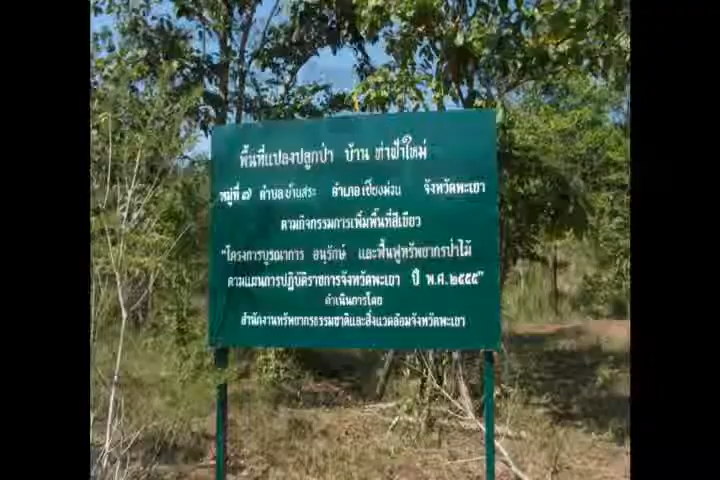 พื้นที่แปลงปลูกป่า บ้าน ท่าฟ้าใหม่
หมู่ที่ ๗ ตำบลบ้านสระ อำเภอเชียงม่วน จังหวัดพะเยา
ตามกิจกรรมการเพิ่มพื้นที่สีเขียว
"โครงการบูรณาการ อนุรักษ์ และฟื้นฟูทรัพยากรป่าไม้
ตามแผนการปฏิบัติราชการจังหวัดพะเยา ปี พ.ศ.๒๕๕๕"
ดำเนินการโดย
สำนักงานทรัพยากรธรรมชาติและสิ่งแวดล้อมจังหวัดพะเยา